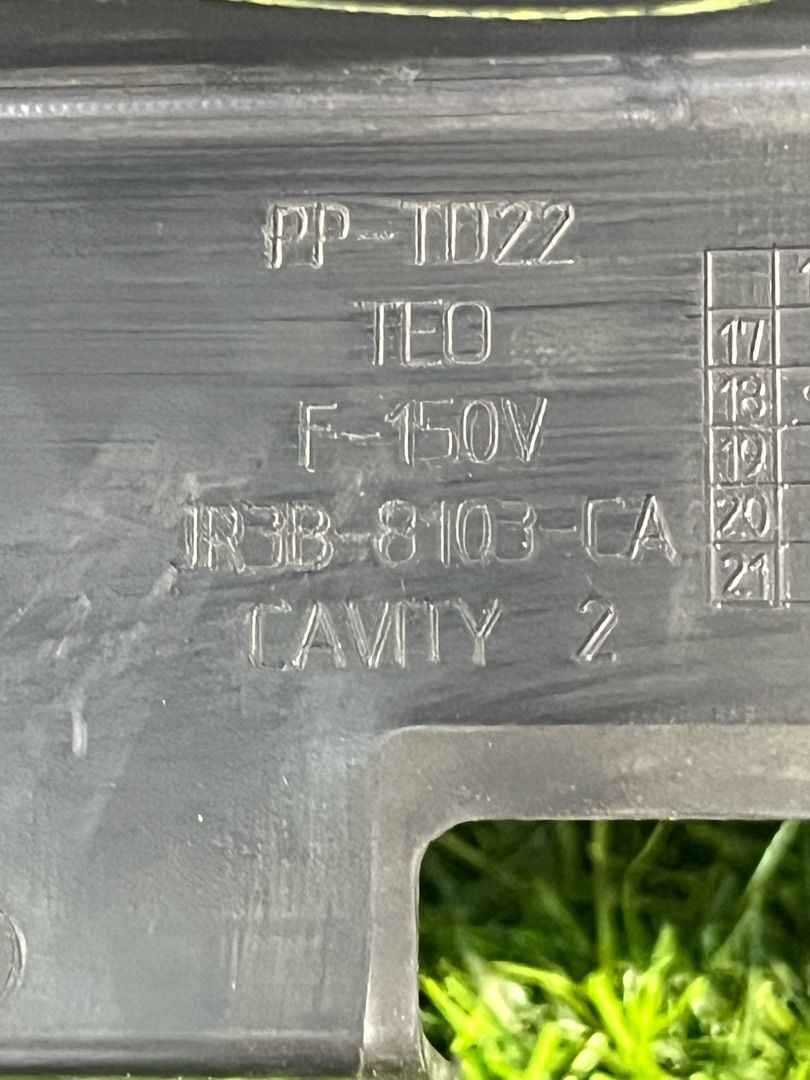 PP-TD22
TEO
F-150V
1R3B-8103-CA
CAVITY 2
17
18
19
20
21